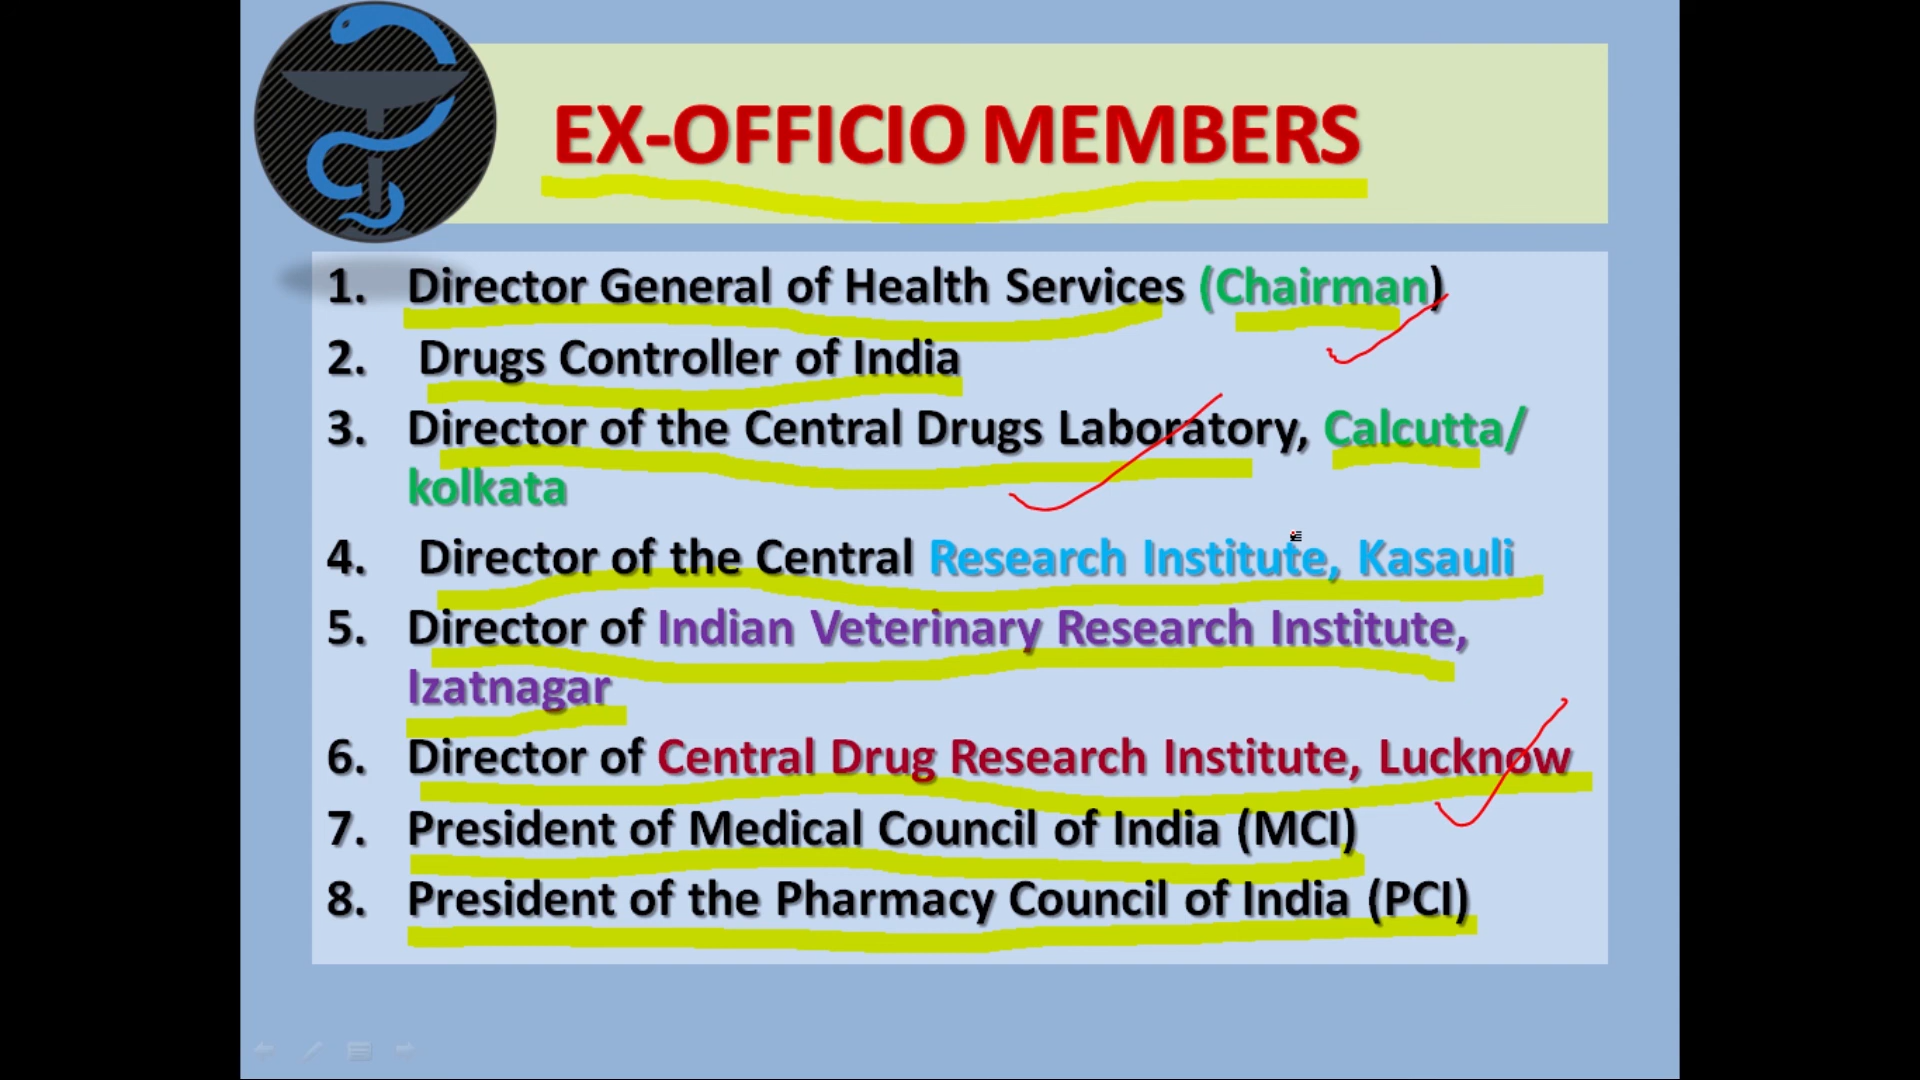 EX-OFFICIO MEMBERS
1. Director General of Health Services (Chairman)
2. Drugs Controller of India
3. Director of the Central Drugs Laboratory, Calcutta/
kolkata
4. Director of the Central Research Institute, Kasauli
5. Director of Indian Veterinary Research Institute,
Izatnagar
6. Director of Central Drug Research Institute, Lucknow
7. President of Medical Council of India (MCI)
8. President of the Pharmacy Council of India (PCI)